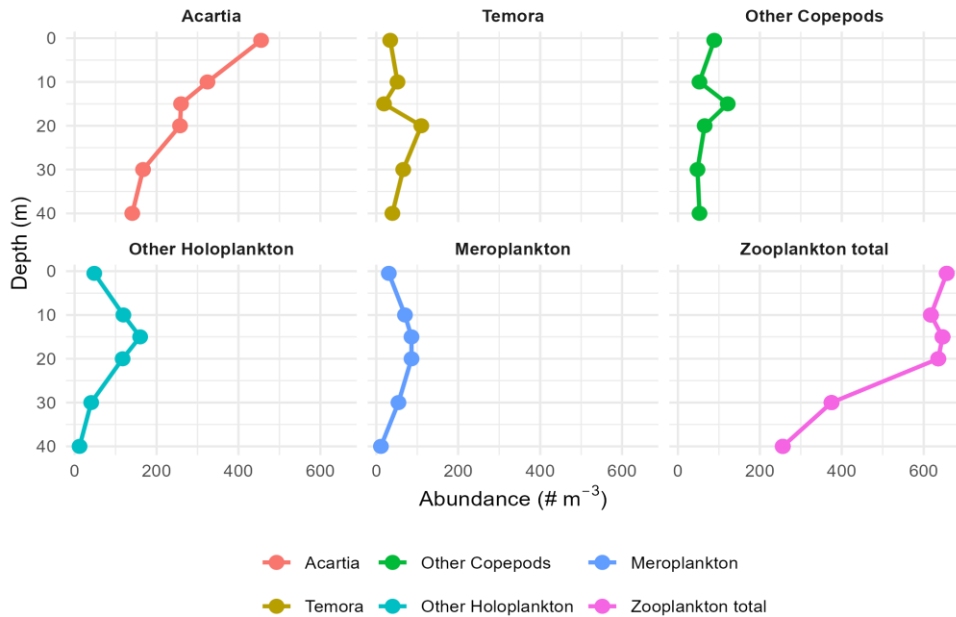 Acartia Temora Other Copepods
0
10
20
30
40
Depth (m)
Other Holoplankton Meroplankton Zooplankton total
0
10
20
30
40
0 200 400 600 0 200 400 600 0 200 400 600
Abundance (# m⁻³)
Acartia Other Copepods Meroplankton
Temora Other Holoplankton Zooplankton total